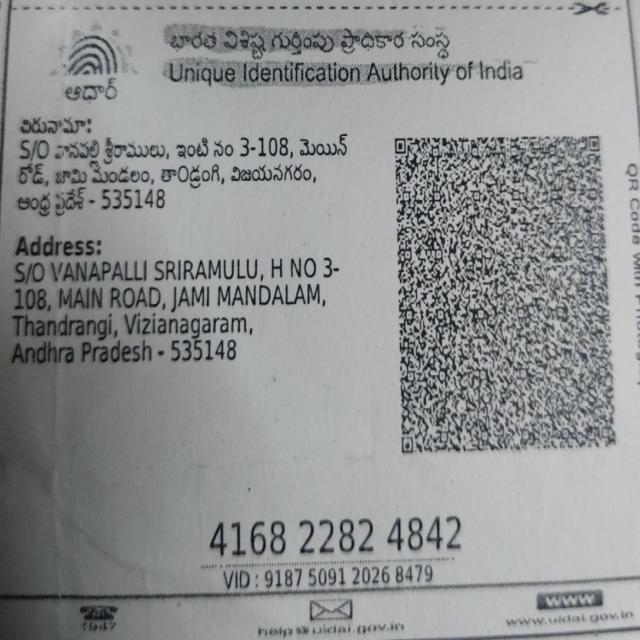 భారత విశిష్ట గుర్తింపు ప్రాధికార సంస్థ
Unique Identification Authority of India
ఆధార్
చిరునామా:
S/O వానపల్లి శ్రీరాములు, ఇంటి నం 3-108, మెయిన్
రోడ్, జామి మండలం, తాండ్రంగి, విజయనగరం,
ఆంధ్ర ప్రదేశ్ - 535148
Address:
S/O VANAPALLI SRIRAMULU, H NO 3-
108, MAIN ROAD, JAMI MANDALAM,
Thandrangi, Vizianagaram,
Andhra Pradesh - 535148
QR Code with
4168 2282 4842
VID : 9187 5091 2026 8479
1947
help@uidai.gov.in
www
www.uidai.gov.in